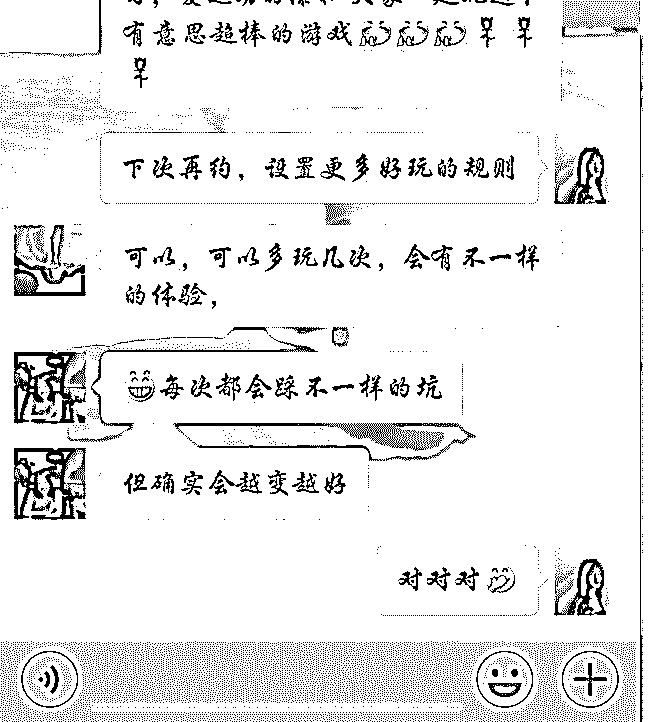 有意思超棒的游戏
下次再约，设置更多好玩的规则
可以，可以多玩几次，会有不一样
的体验，
😁每次都会踩不一样的坑
但确实会越变越好
对对对🤭